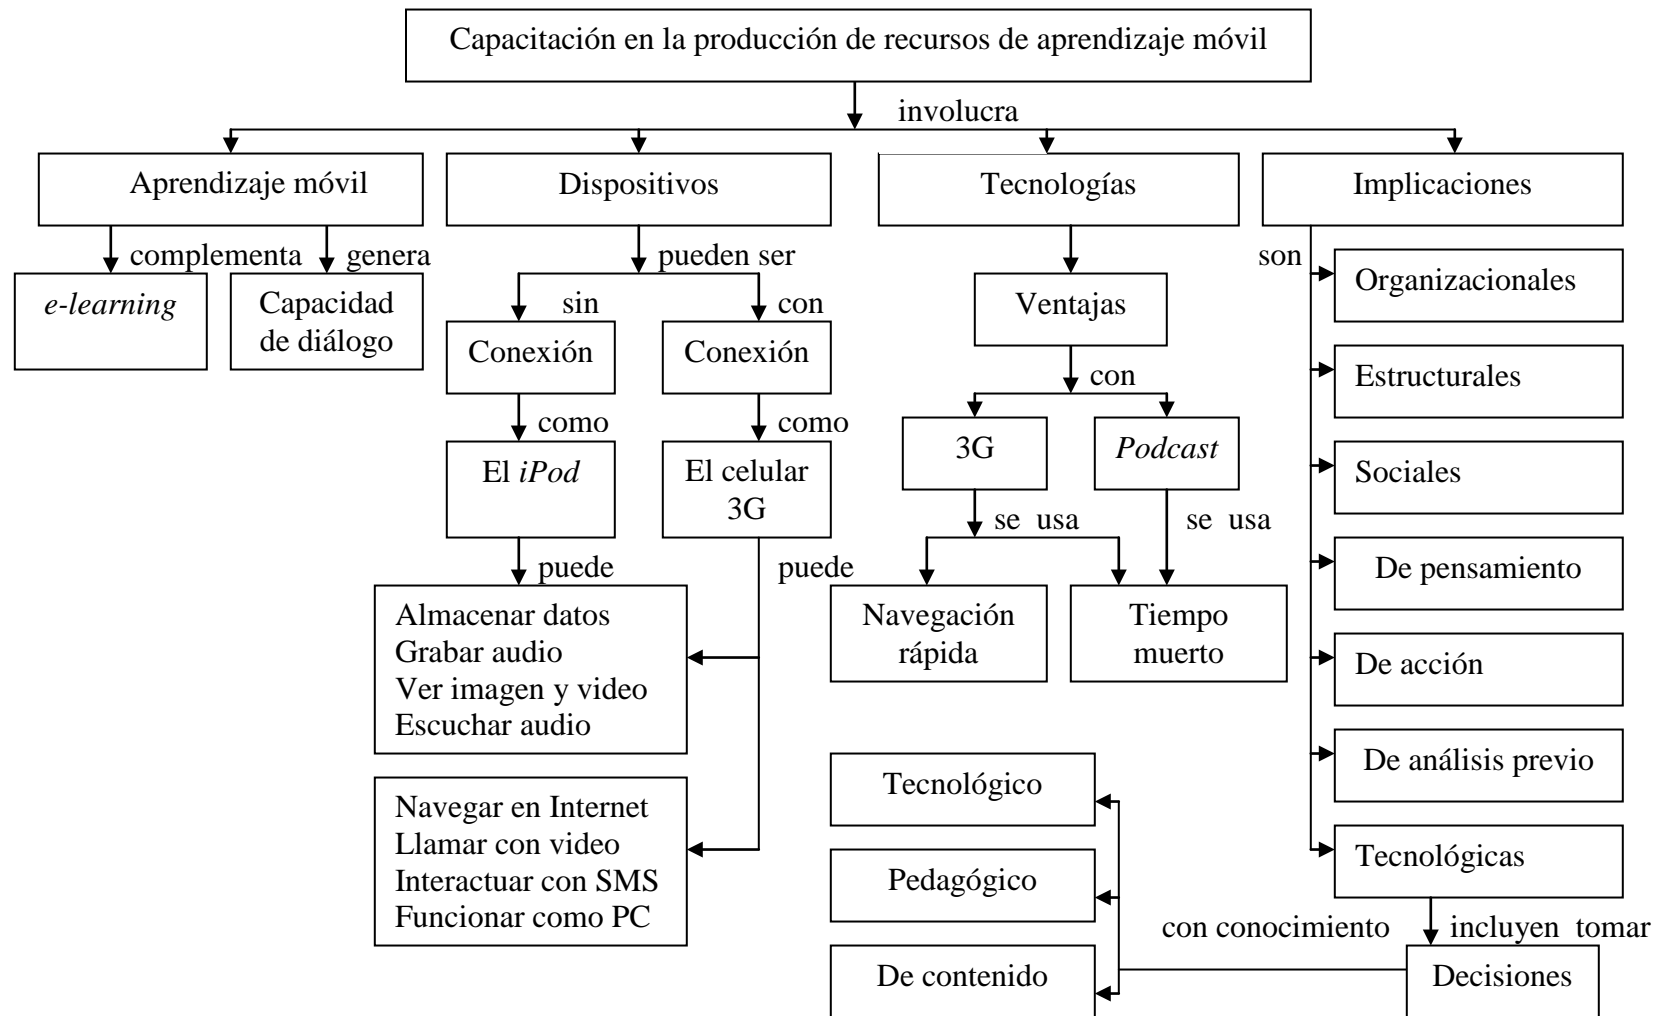 Capacitación en la producción de recursos de aprendizaje móvil
involucra
Aprendizaje móvil
Dispositivos
Tecnologías
Implicaciones
complementa
genera
pueden ser
son
e-learning
Capacidad
de diálogo
sin
con
Conexión
Conexión
Ventajas
con
como
como
El iPod
El celular
3G
3G
Podcast
se usa
se usa
puede
puede
Almacenar datos
Grabar audio
Ver imagen y video
Escuchar audio
Navegar en Internet
Llamar con video
Interactuar con SMS
Funcionar como PC
Navegación
rápida
Tiempo
muerto
Organizacionales
Estructurales
Sociales
De pensamiento
De acción
De análisis previo
Tecnológicas
incluyen tomar
Decisiones
con conocimiento
Tecnológico
Pedagógico
De contenido